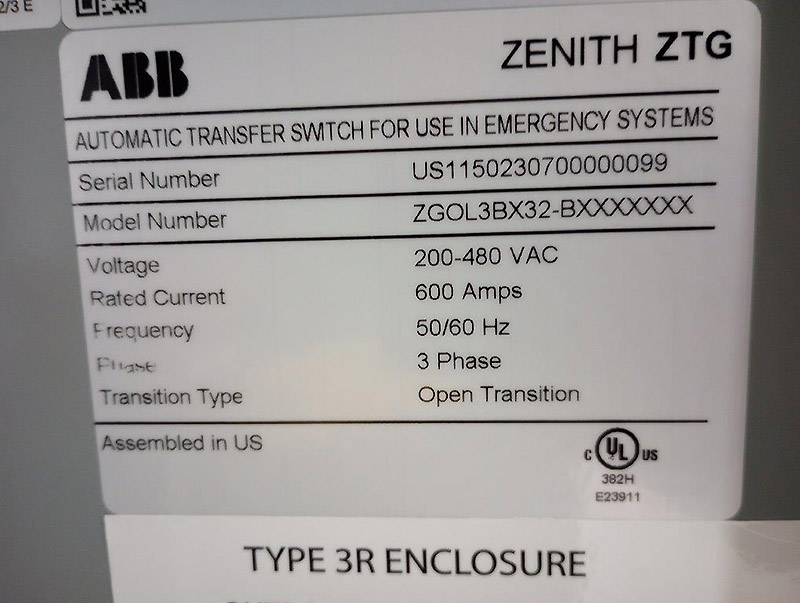 2/3 E
ABB
ZENITH ZTG
AUTOMATIC TRANSFER SWITCH FOR USE IN EMERGENCY SYSTEMS
Serial Number US1150230700000099
Model Number ZGOL3BX32-BXXXXXXX
Voltage 200-480 VAC
Rated Current 600 Amps
Frequency 50/60 Hz
Phase 3 Phase
Transition Type Open Transition
Assembled in US
C UL US
382H
E23911
TYPE 3R ENCLOSURE